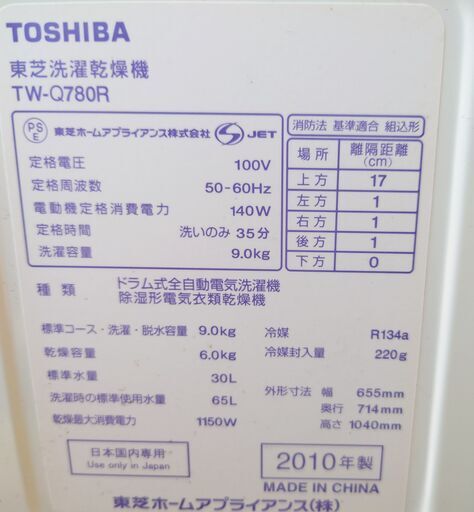 TOSHIBA
東芝洗濯乾燥機
TW-Q780R
PS E 東芝ホームアプライアンス株式会社 S JET
定格電圧 100V
定格周波数 50-60Hz
電動機定格消費電力 140W
定格時間 洗いのみ 35分
洗濯容量 9.0kg
消防法 基準適合 組込形
場所 離隔距離(cm)
上方 17
左方 1
右方 1
後方 1
下方 0
種類 ドラム式全自動電気洗濯機
除湿形電気衣類乾燥機
標準コース・洗濯・脱水容量 9.0kg
乾燥容量 6.0kg
標準水量 30L
洗濯時の標準使用水量 65L
乾燥最大消費電力 1150W
冷媒 R134a
冷媒封入量 220g
外形寸法 幅 655mm
奥行 714mm
高さ 1040mm
日本国内専用
Use only in Japan
2010年製
MADE IN CHINA
東芝ホームアプライアンス(株)